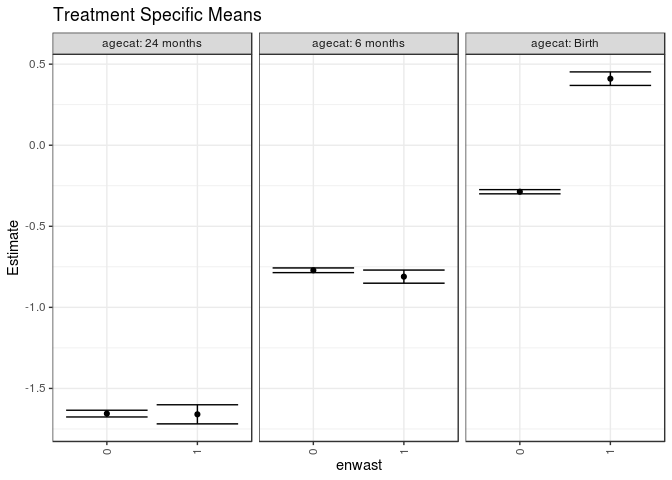 Treatment Specific Means
agecat: 24 months
agecat: 6 months
agecat: Birth
Estimate
0.5
0.0
-0.5
-1.0
-1.5
0
1
0
1
0
1
enwast